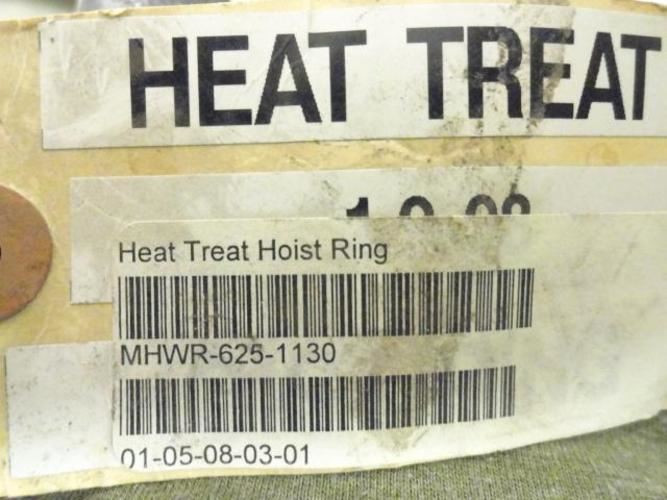 HEAT TREAT
Heat Treat Hoist Ring
MHWR-625-1130
01-05-08-03-01